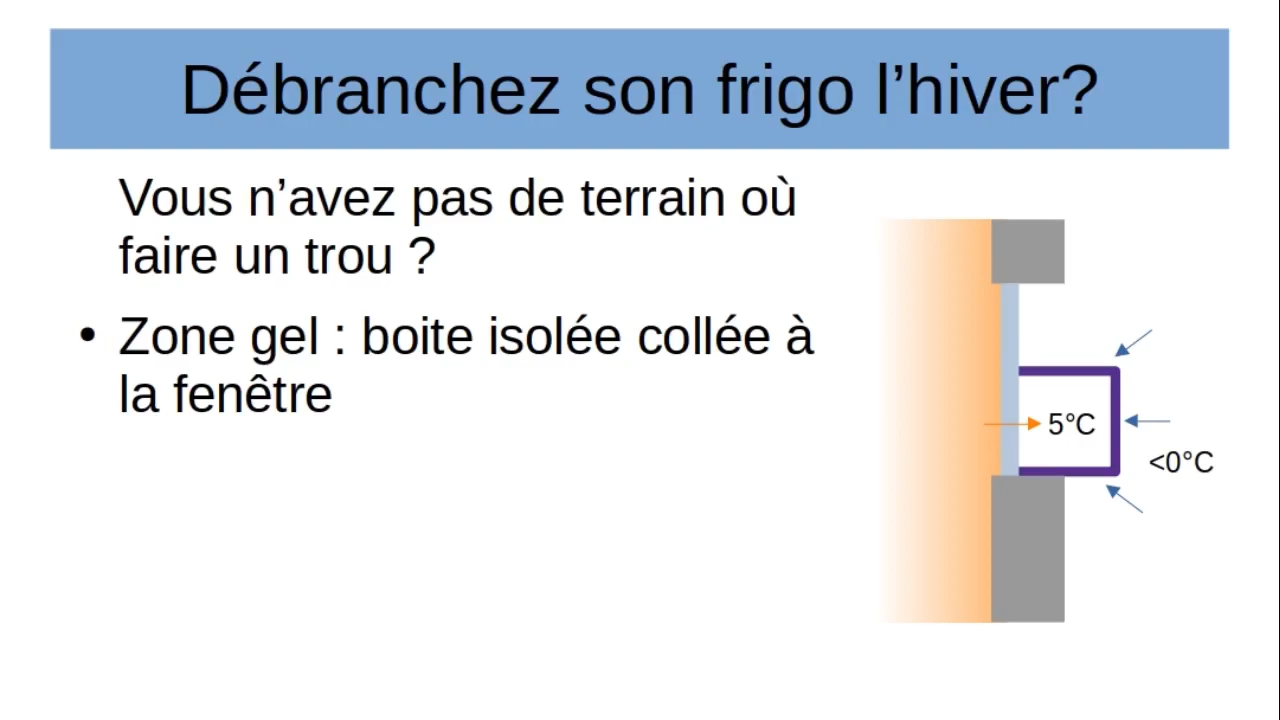 Débranchez son frigo l’hiver?
Vous n’avez pas de terrain où
faire un trou ?
• Zone gel : boite isolée collée à
la fenêtre
5°C
<0°C